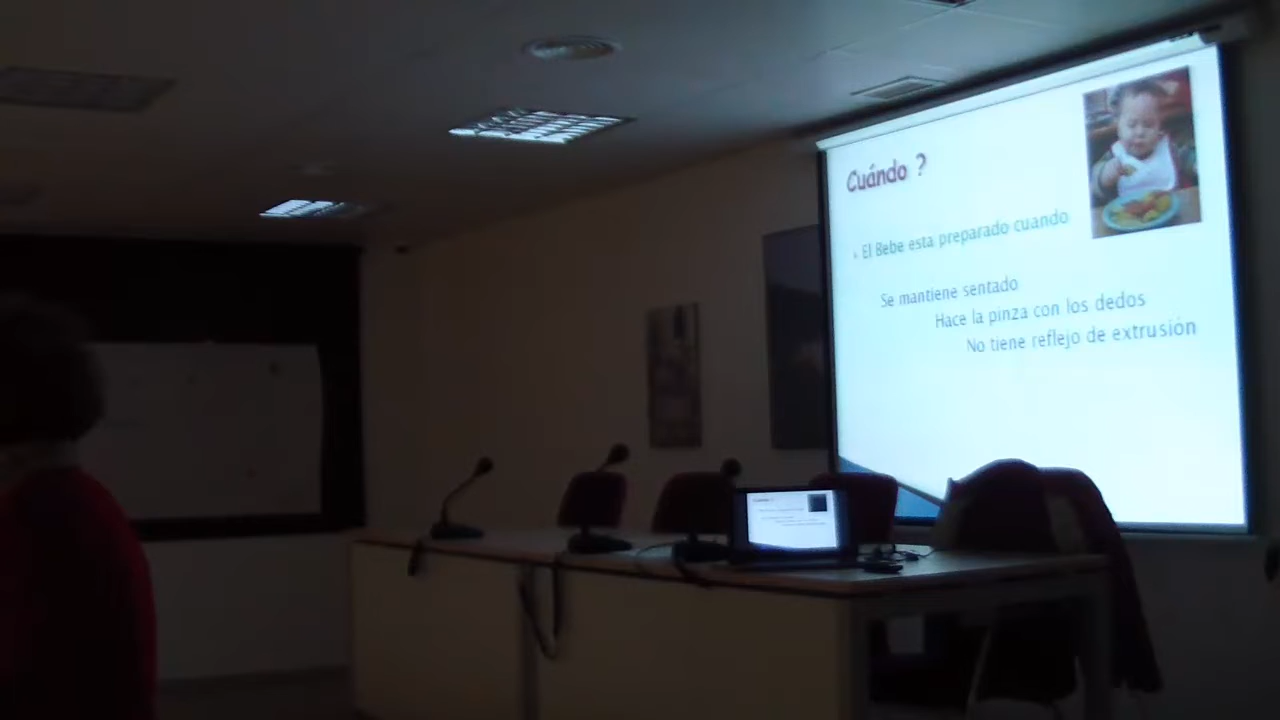 Cuándo ?
El Bebe esta preparado cuando
Se mantiene sentado
Hace la pinza con los dedos
No tiene reflejo de extrusión